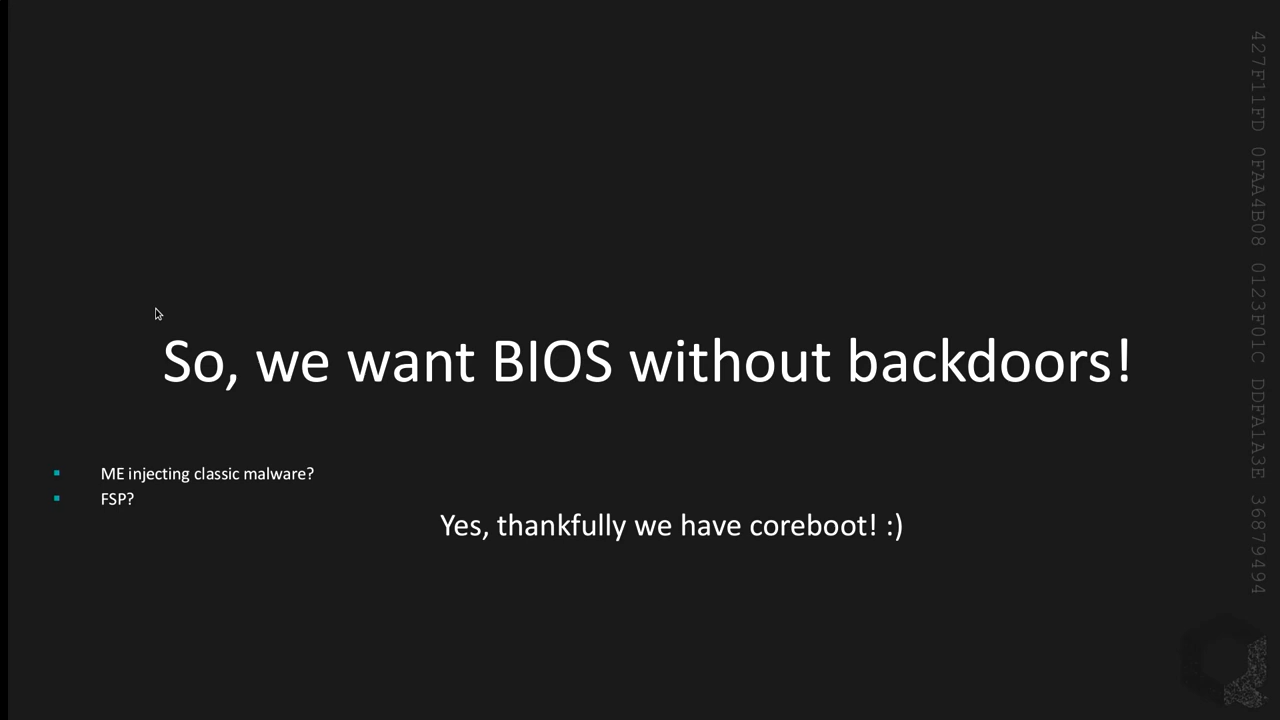 So, we want BIOS without backdoors!
ME injecting classic malware?
FSP?
Yes, thankfully we have coreboot! :)
427F11FD 0FAA4B08 0123F01C DDFA1A3E 36879494